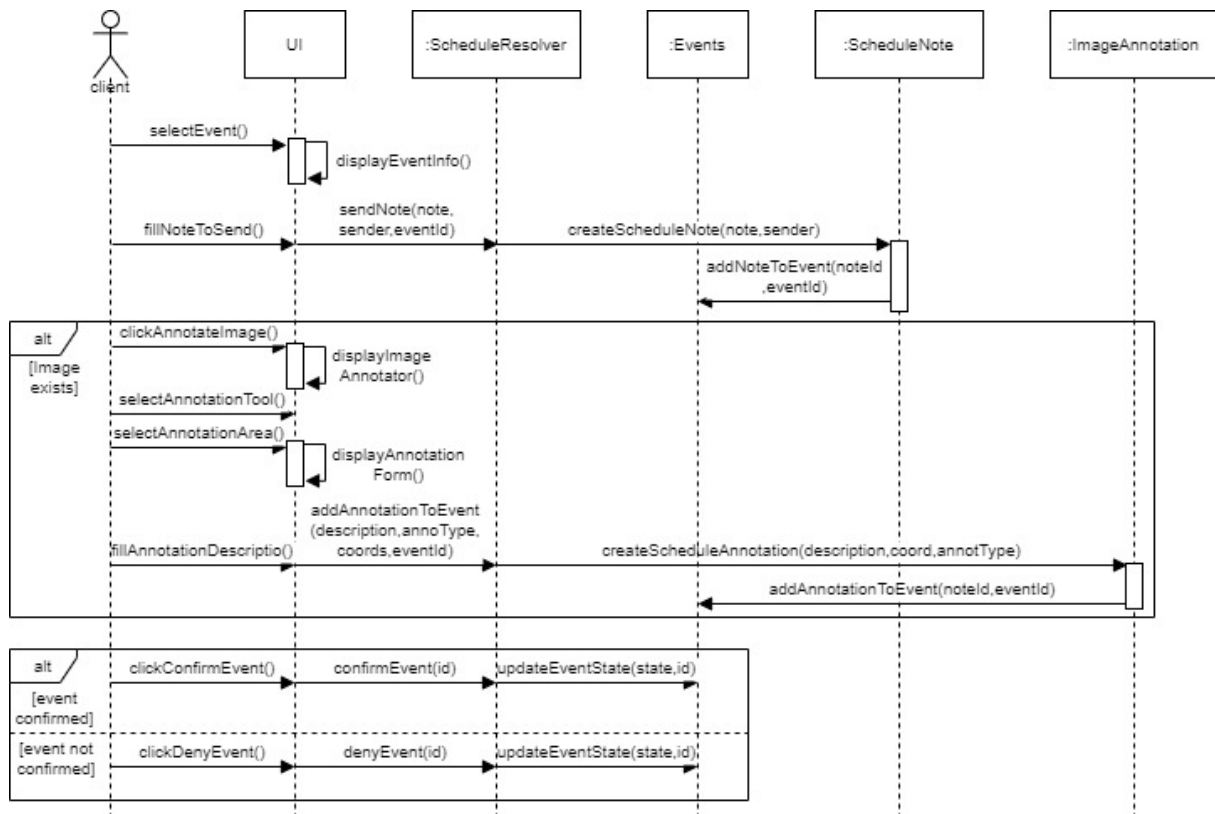 UI
:ScheduleResolver
:Events
:ScheduleNote
:ImageAnnotation
client
selectEvent()
displayEventInfo()
fillNoteToSend()
sendNote(note,
sender,eventId)
createScheduleNote(note,sender)
addNoteToEvent(noteId
,eventId)
alt
[Image
exists]
clickAnnotateImage()
displayImage
Annotator()
selectAnnotationTool()
selectAnnotationArea()
displayAnnotation
Form()
fillAnnotationDescriptio()
addAnnotationToEvent
(description,annoType,
coords,eventId)
createScheduleAnnotation(description,coord,annotType)
addAnnotationToEvent(noteId,eventId)
alt
[event
confirmed]
clickConfirmEvent()
confirmEvent(id)
updateEventState(state,id)
[event not
confirmed]
clickDenyEvent()
denyEvent(id)
updateEventState(state,id)